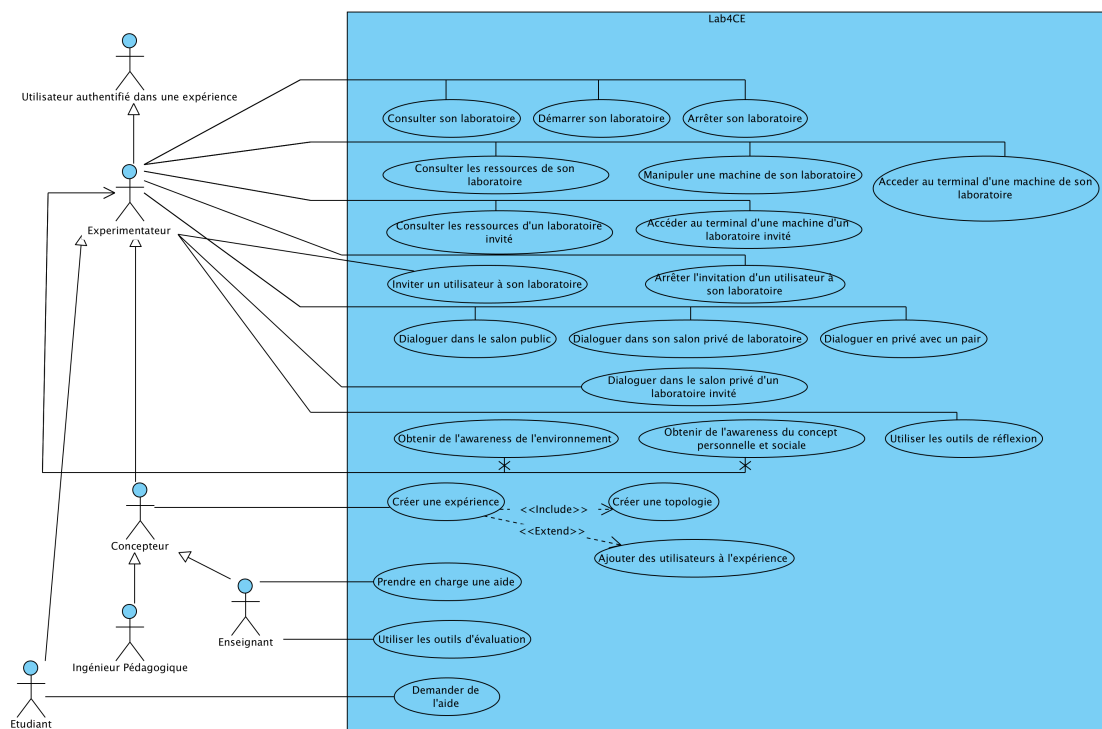 Lab4CE
Utilisateur authentifié dans une expérience
Consulter son laboratoire
Démarrer son laboratoire
Arrêter son laboratoire
Consulter les ressources de son
laboratoire
Manipuler une machine de son laboratoire
Acceder au terminal d'une machine de son
laboratoire
Experimentateur
Consulter les ressources d'un laboratoire
invité
Accéder au terminal d'une machine d'un
laboratoire invité
Inviter un utilisateur à son laboratoire
Arrêter l'invitation d'un utilisateur à
son laboratoire
Dialoguer dans le salon public
Dialoguer dans son salon privé de laboratoire
Dialoguer en privé avec un pair
Dialoguer dans le salon privé d'un
laboratoire invité
Obtenir de l'awareness de l'environnement
Obtenir de l'awareness du concept
personnelle et sociale
Utiliser les outils de réflexion
Créer une expérience
<<Include>>
Créer une topologie
<<Extend>>
Ajouter des utilisateurs à l'expérience
Concepteur
Prendre en charge une aide
Enseignant
Utiliser les outils d'évaluation
Ingénieur Pédagogique
Demander de
l'aide
Etudiant